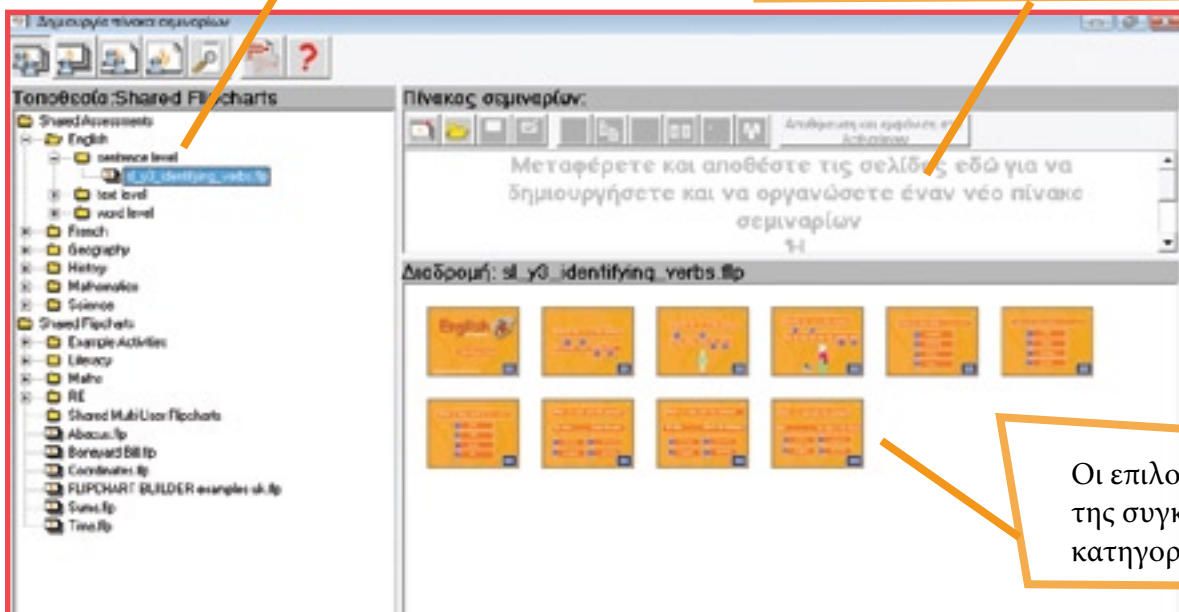 Δημιουργία πίνακα σεμιναρίων
Τοποθεσία:Shared Flipcharts
Shared Assessments
English
sentence level
sl_y3_identifying_verbs.flp
text level
word level
French
Geography
History
Mathematics
Science
Shared Flipcharts
Example Activities
Literacy
Maths
RE
Shared Multi-User Flipcharts
Abacus.flp
Boneyard Bill.flp
Coordinates.flp
FLIPCHART BUILDER examples uk.flp
Sums.flp
Time.flp
Πίνακας σεμιναρίων:
Μεταφέρετε και αποθέστε τις σελίδες εδώ για να
δημιουργήσετε και να οργανώσετε έναν νέο πίνακα
σεμιναρίων
Ή
Διαδρομή: sl_y3_identifying_verbs.flp
English
Οι επιλο
της συγκ
κατηγορ